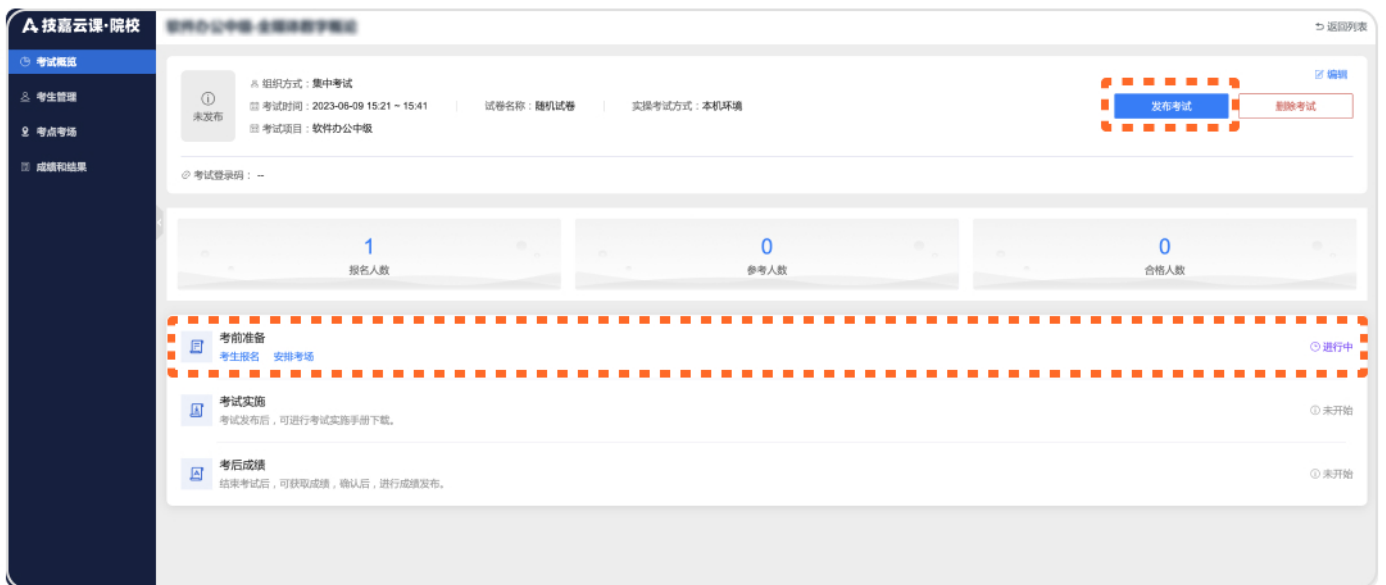 技嘉云课·院校
返回列表
考试概览
考生管理
考点考场
成绩和结果
未发布
组织方式：集中考试
考试时间：2023-06-09 15:21 ~ 15:41 试卷名称：随机试卷 实操考试方式：本机环境
考试项目：软件办公中级
编辑
发布考试 删除考试
考试登录码： --
1 0 0
报名人数 参考人数 合格人数
考前准备
考生报名 安排考场
进行中
考试实施
考试发布后，可进行考试实施手册下载。
未开始
考后成绩
结束考试后，可获取成绩，确认后，进行成绩发布。
未开始